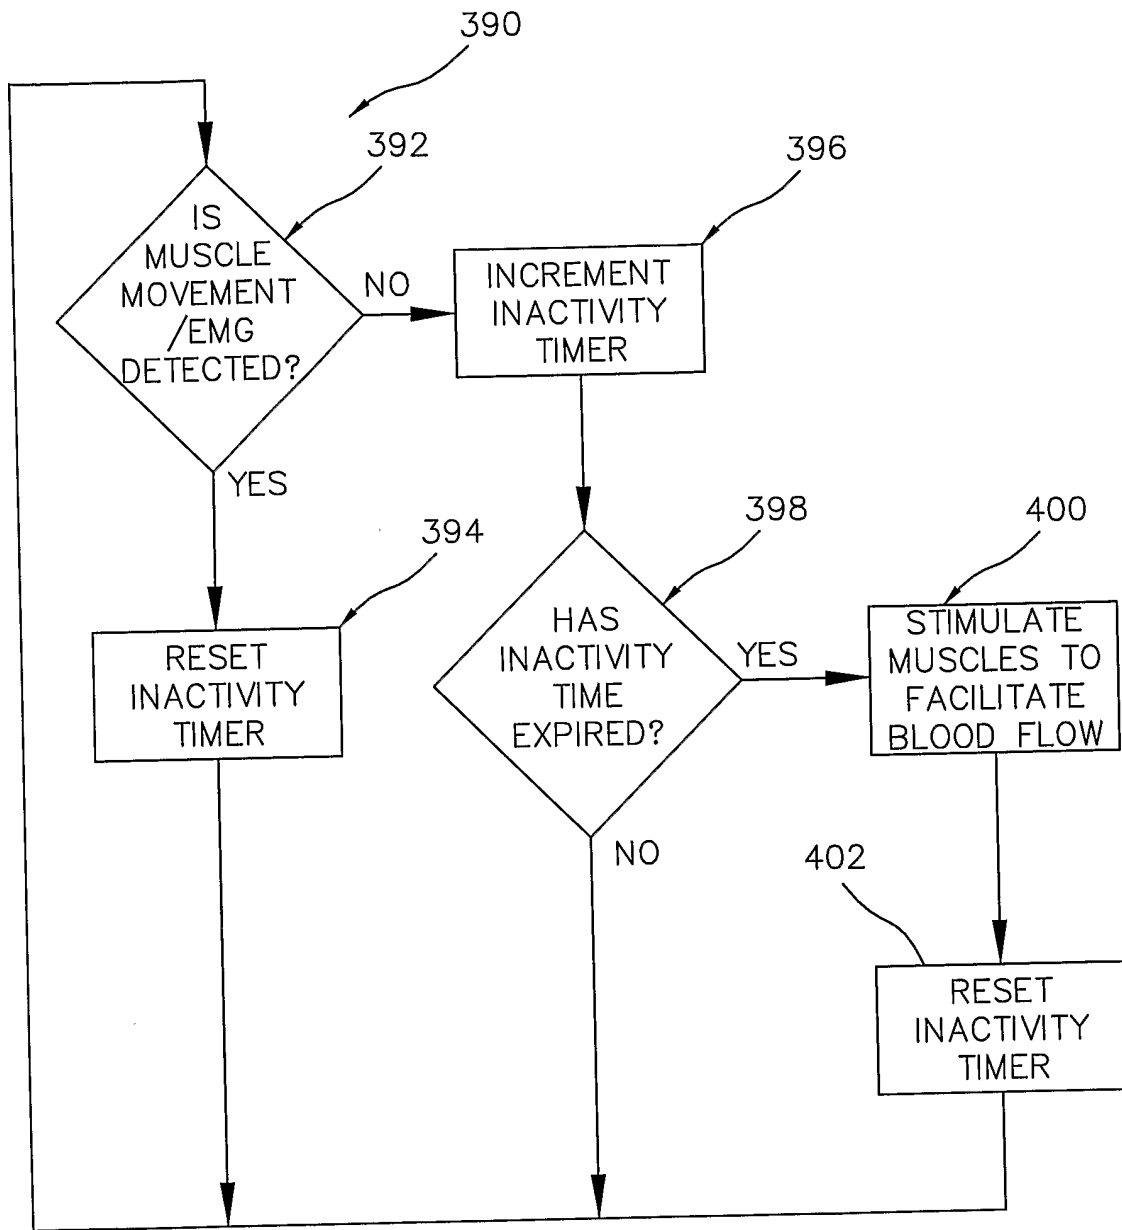 390
392
IS
MUSCLE
MOVEMENT
/EMG
DETECTED?
NO
YES
396
INCREMENT
INACTIVITY
TIMER
394
RESET
INACTIVITY
TIMER
398
HAS
INACTIVITY
TIME
EXPIRED?
YES
NO
400
STIMULATE
MUSCLES TO
FACILITATE
BLOOD FLOW
402
RESET
INACTIVITY
TIMER